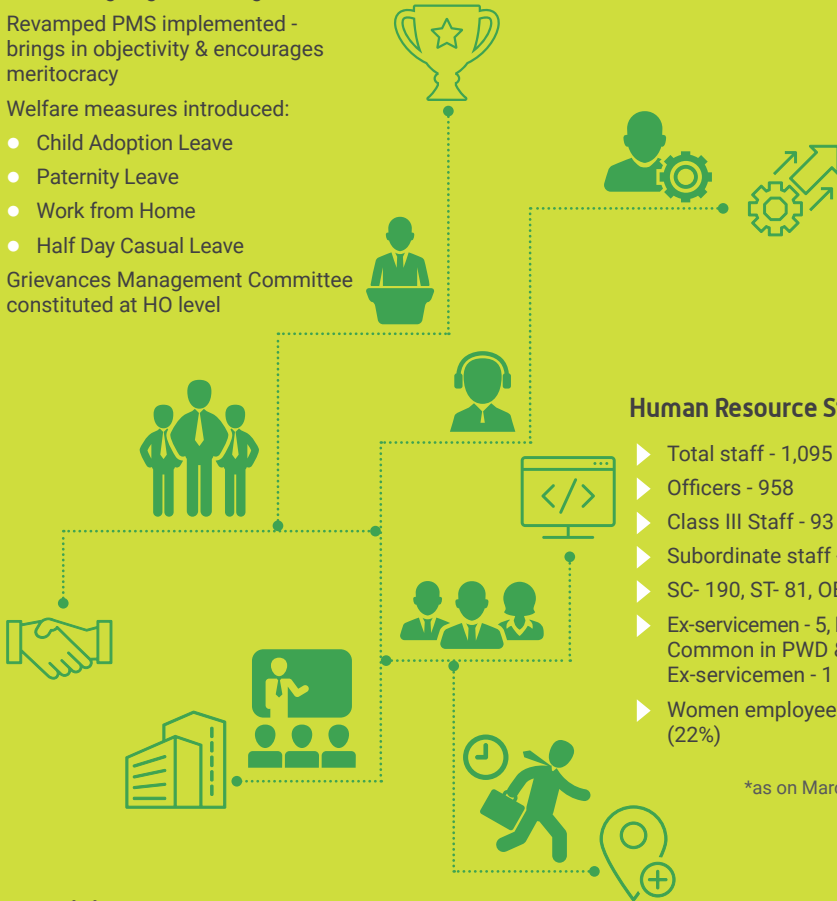 Revamped PMS implemented -
brings in objectivity & encourages
meritocracy
Welfare measures introduced:
Child Adoption Leave
Paternity Leave
Work from Home
Half Day Casual Leave
Grievances Management Committee
constituted at HO level
</>
Human Resource
Total staff - 1,095
Officers - 958
Class III Staff - 93
Subordinate staff
SC- 190, ST- 81,
Ex-servicemen - 5,
Common in PWD &
Ex-servicemen - 1
Women employee
(22%)
*as on